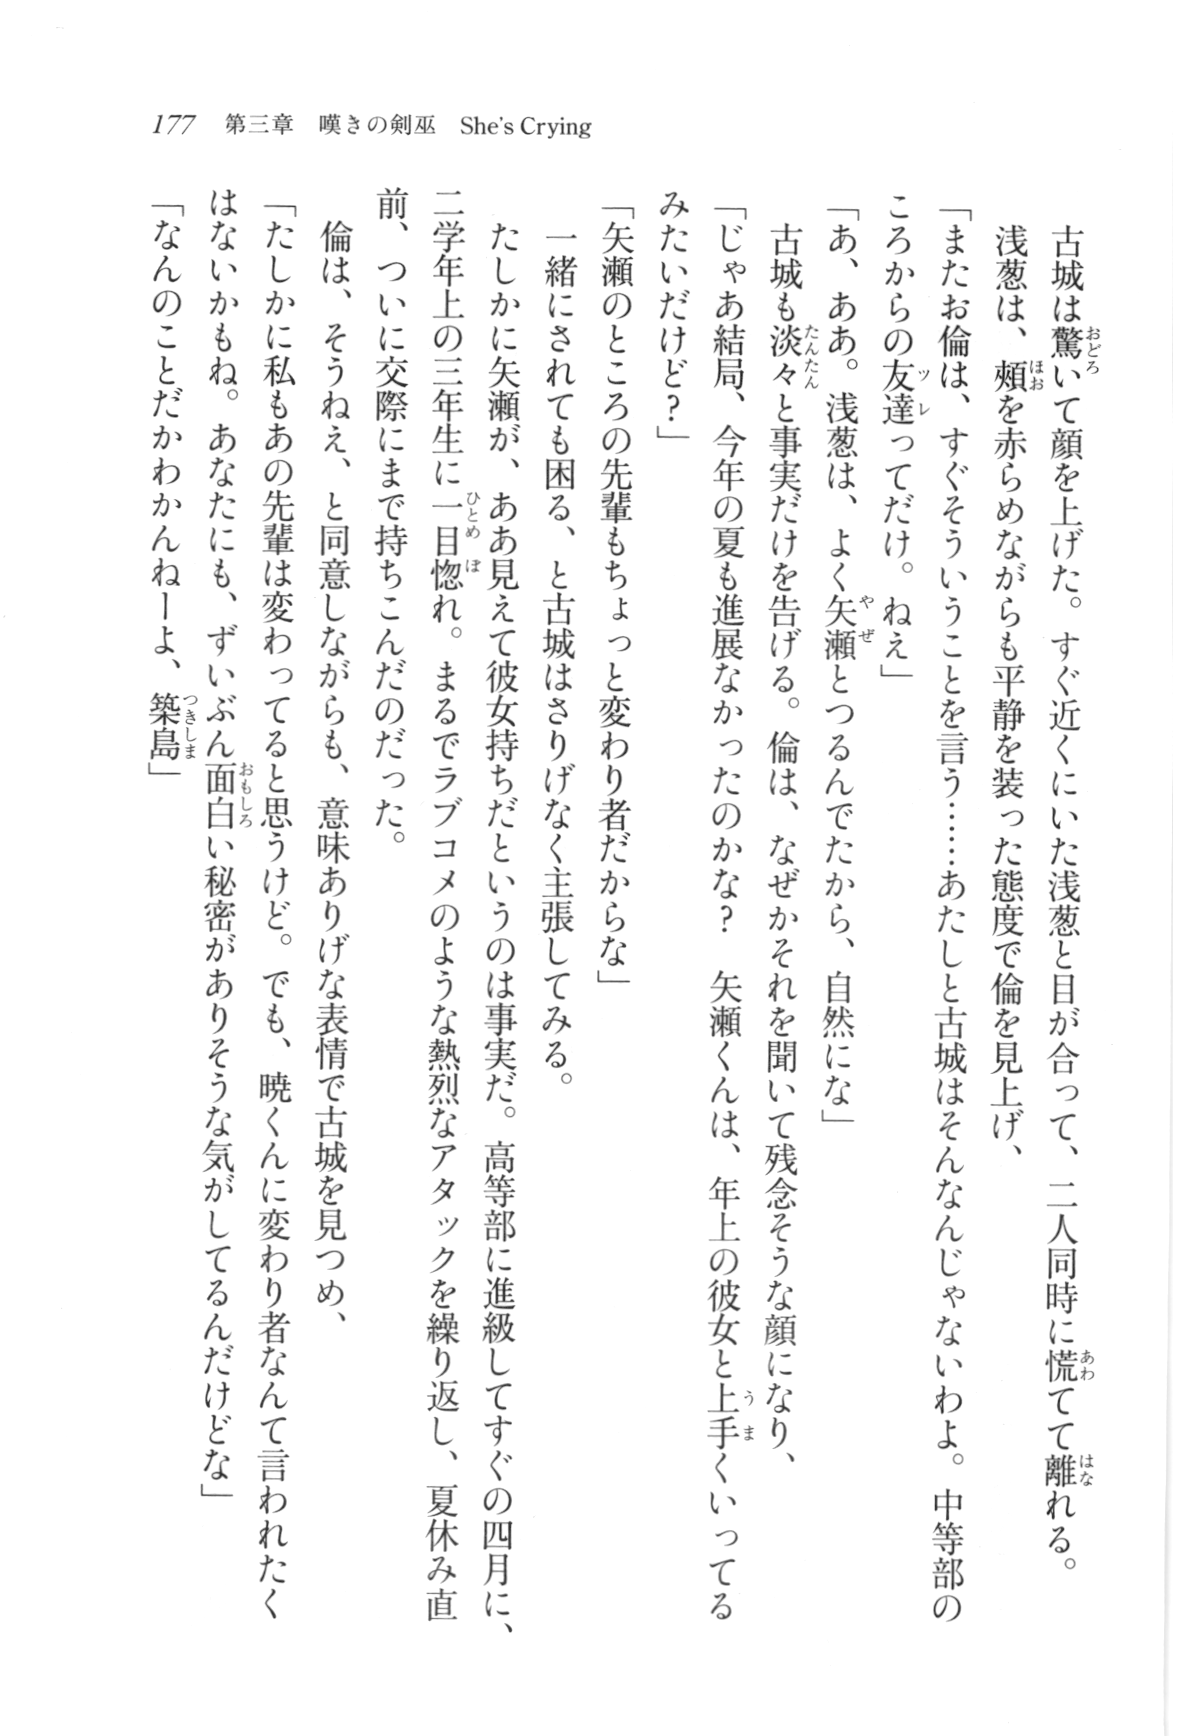 177　第三章　嘆きの剣巫　She's Crying
　古城は驚いて顔を上げた。すぐ近くにいた浅葱と目が合って、二人同時に慌てて離れる。
　浅葱は、頬を赤らめながらも平静を装った態度で倫を見上げ、
「またお倫は、すぐそういうことを言う……あたしと古城はそんなんじゃないわよ。中等部の
ころからの友達ってだけ。ねえ」
「あ、ああ。浅葱は、よく矢瀬とつるんでたから、自然にな」
　古城も淡々と事実だけを告げる。倫は、なぜかそれを聞いて残念そうな顔になり、
「じゃあ結局、今年の夏も進展なかったのかな？　矢瀬くんは、年上の彼女と上手くいってる
みたいだけど？」
「矢瀬のところの先輩もちょっと変わり者だからな」
　一緒にされても困る、と古城はさりげなく主張してみる。
　たしかに矢瀬が、ああ見えて彼女持ちだというのは事実だ。高等部に進級してすぐの四月に、
二学年上の三年生に一目惚れ。まるでラブコメのような熱烈なアタックを繰り返し、夏休み直
前、ついに交際にまで持ちこんだのだった。
　倫は、そうねえ、と同意しながらも、意味ありげな表情で古城を見つめ、
「たしかに私もあの先輩は変わってると思うけど。でも、暁くんに変わり者なんて言われたく
はないかもね。あなたにも、ずいぶん面白い秘密がありそうな気がしてるんだけどな」
「なんのことだかわかんねーよ、築島」